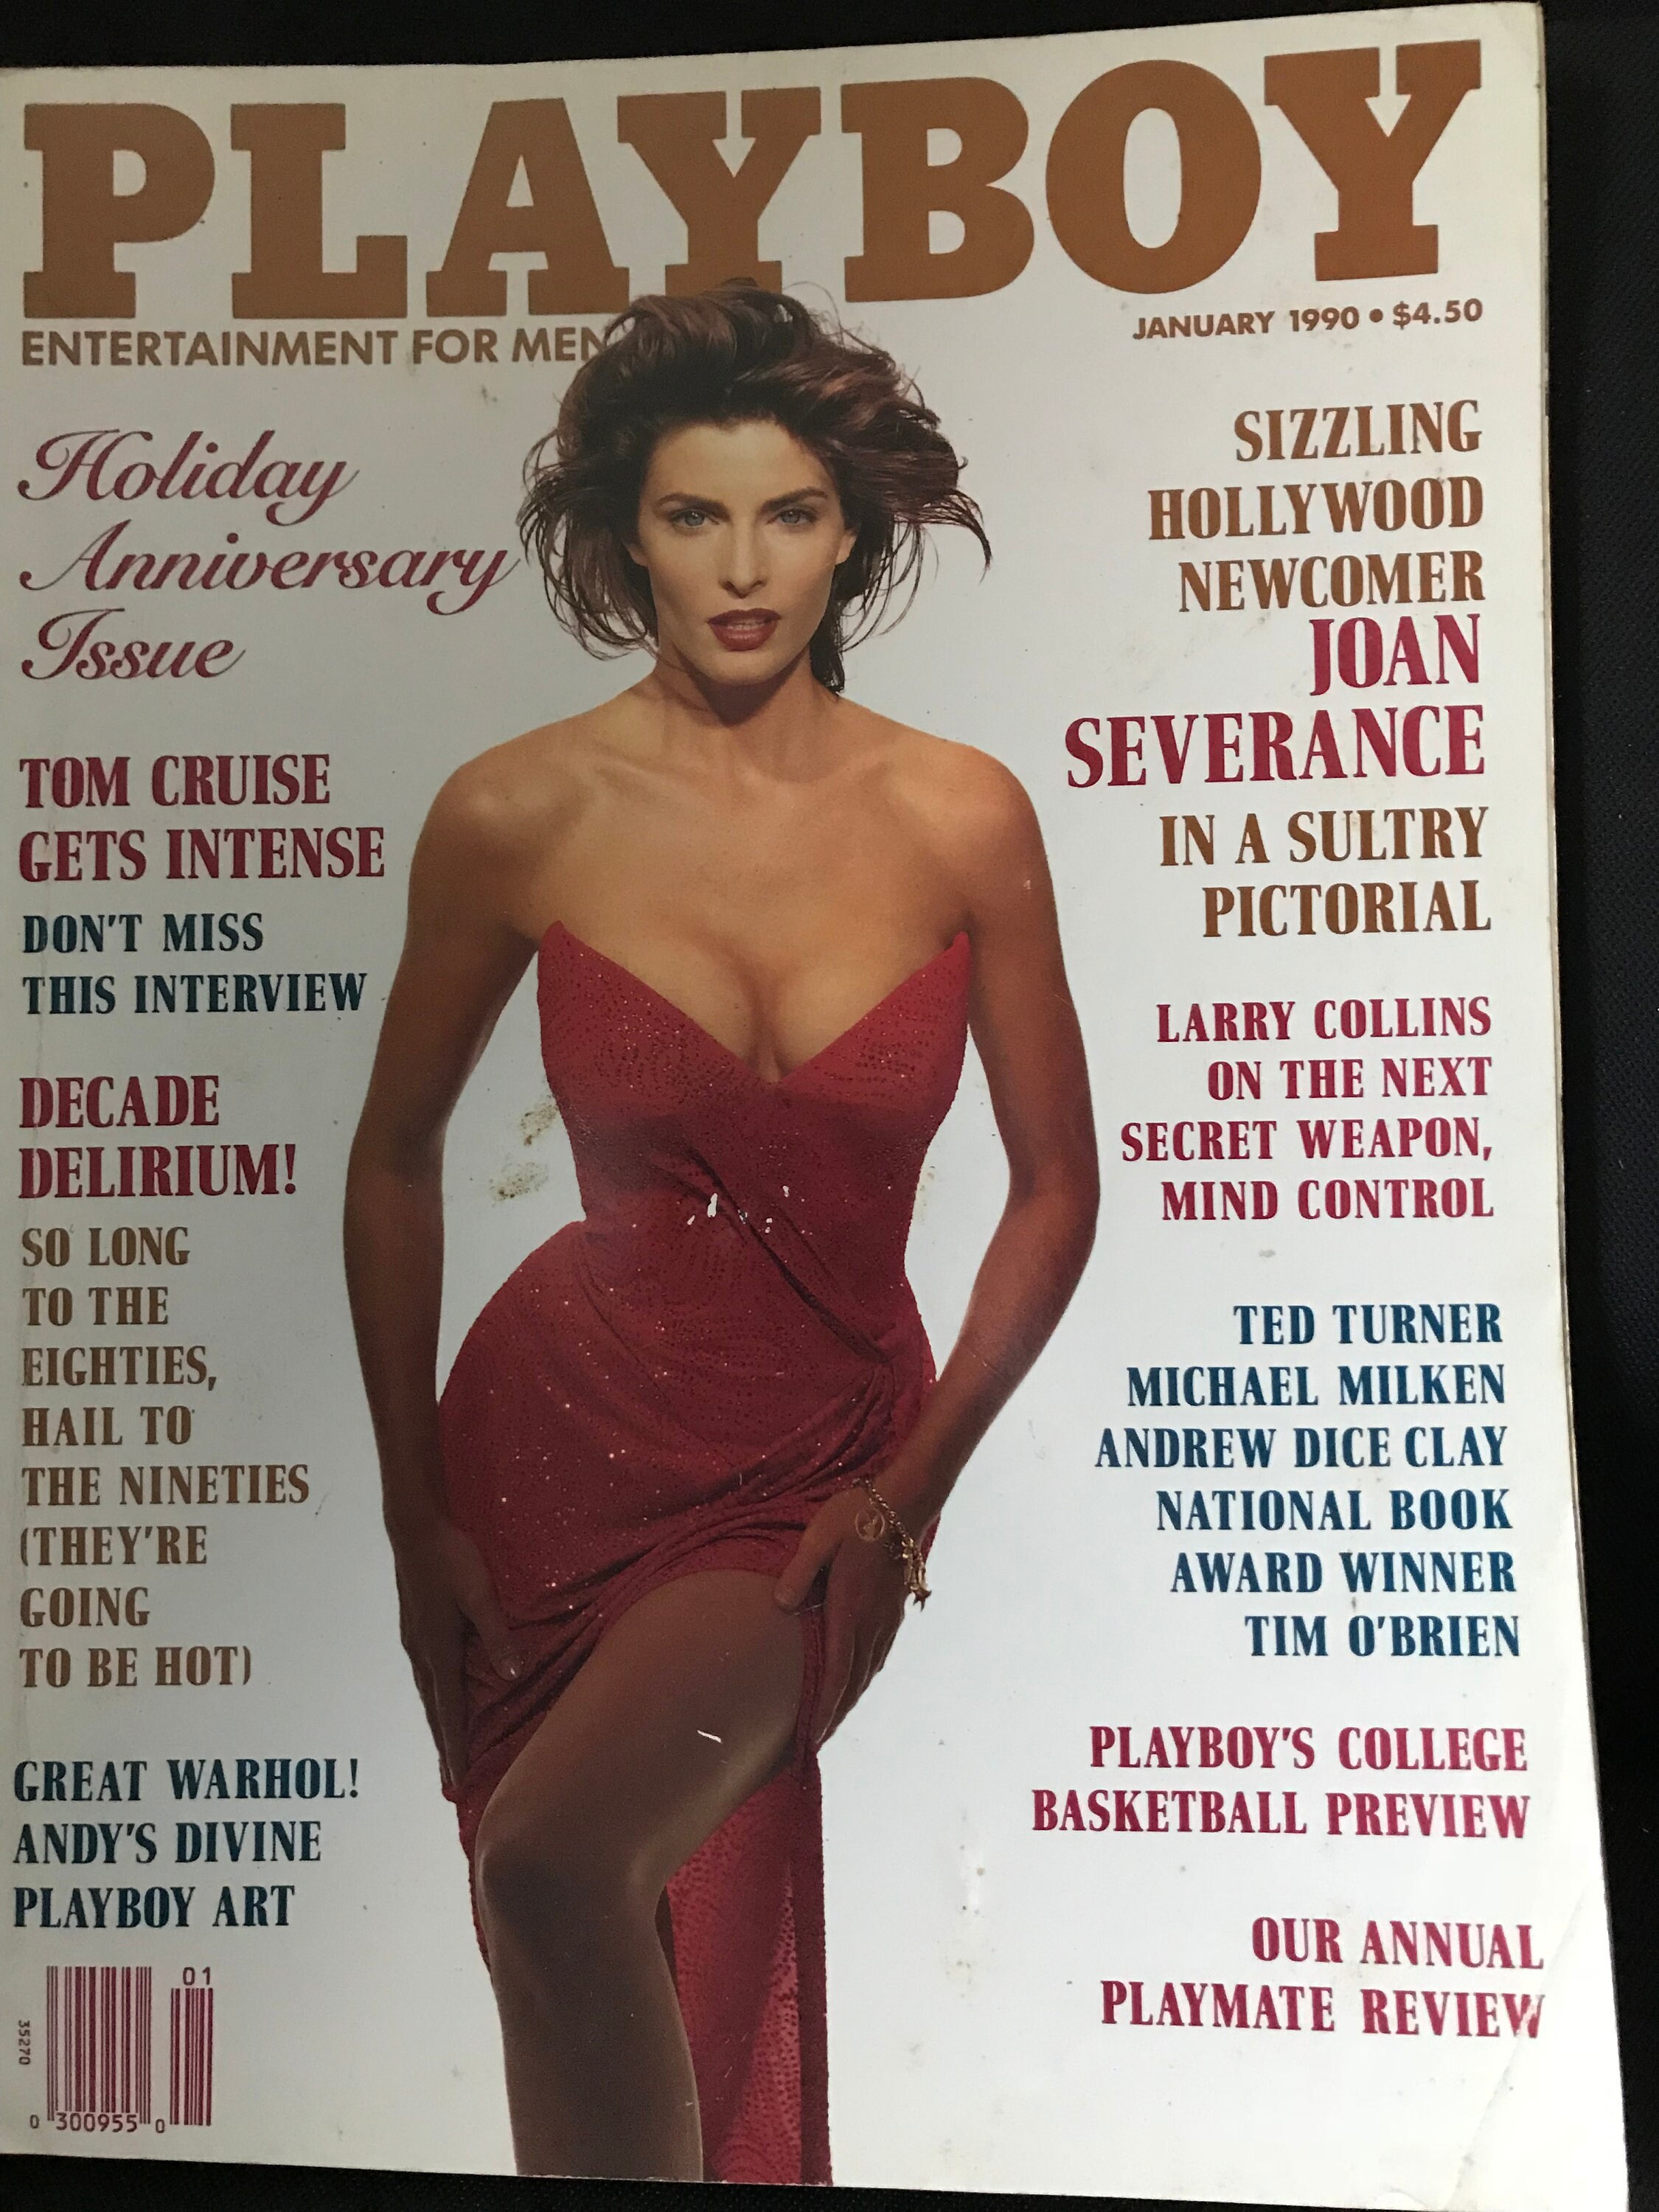 PLAYBOY
ENTERTAINMENT FOR MEN
JANUARY 1990 • $4.50
Holiday
Anniversary
Issue
TOM CRUISE
GETS INTENSE
DON'T MISS
THIS INTERVIEW
DECADE
DELIRIUM!
SO LONG
TO THE
EIGHTIES,
HAIL TO
THE NINETIES
(THEY'RE
GOING
TO BE HOT)
GREAT WARHOL!
ANDY'S DIVINE
PLAYBOY ART
01
35270
0 300955 0
SIZZLING
HOLLYWOOD
NEWCOMER
JOAN
SEVERANCE
IN A SULTRY
PICTORIAL
LARRY COLLINS
ON THE NEXT
SECRET WEAPON,
MIND CONTROL
TED TURNER
MICHAEL MILKEN
ANDREW DICE CLAY
NATIONAL BOOK
AWARD WINNER
TIM O'BRIEN
PLAYBOY'S COLLEGE
BASKETBALL PREVIEW
OUR ANNUAL
PLAYMATE REVIEW